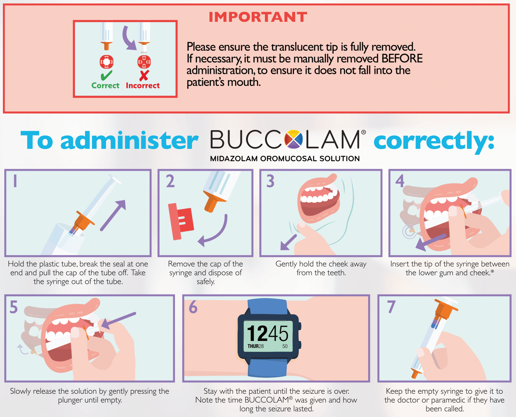 IMPORTANT
Correct Incorrect
Please ensure the translucent tip is fully removed.
If necessary, it must be manually removed BEFORE
administration, to ensure it does not fall into the
patient's mouth.
To administer BUCCOLAM® correctly:
MIDAZOLAM OROMUCOSAL SOLUTION
1
Hold the plastic tube, break the seal at one
end and pull the cap of the tube off. Take
the syringe out of the tube.
2
Remove the cap of the
syringe and dispose of
safely.
3
Gently hold the cheek away
from the teeth.
4
Insert the tip of the syringe between
the lower gum and cheek.*
5
Slowly release the solution by gently pressing the
plunger until empty.
6
12 45
THUR28 50
Stay with the patient until the seizure is over.
Note the time BUCCOLAM® was given and how
long the seizure lasted.
7
Keep the empty syringe to give it to
the doctor or paramedic if they have
been called.